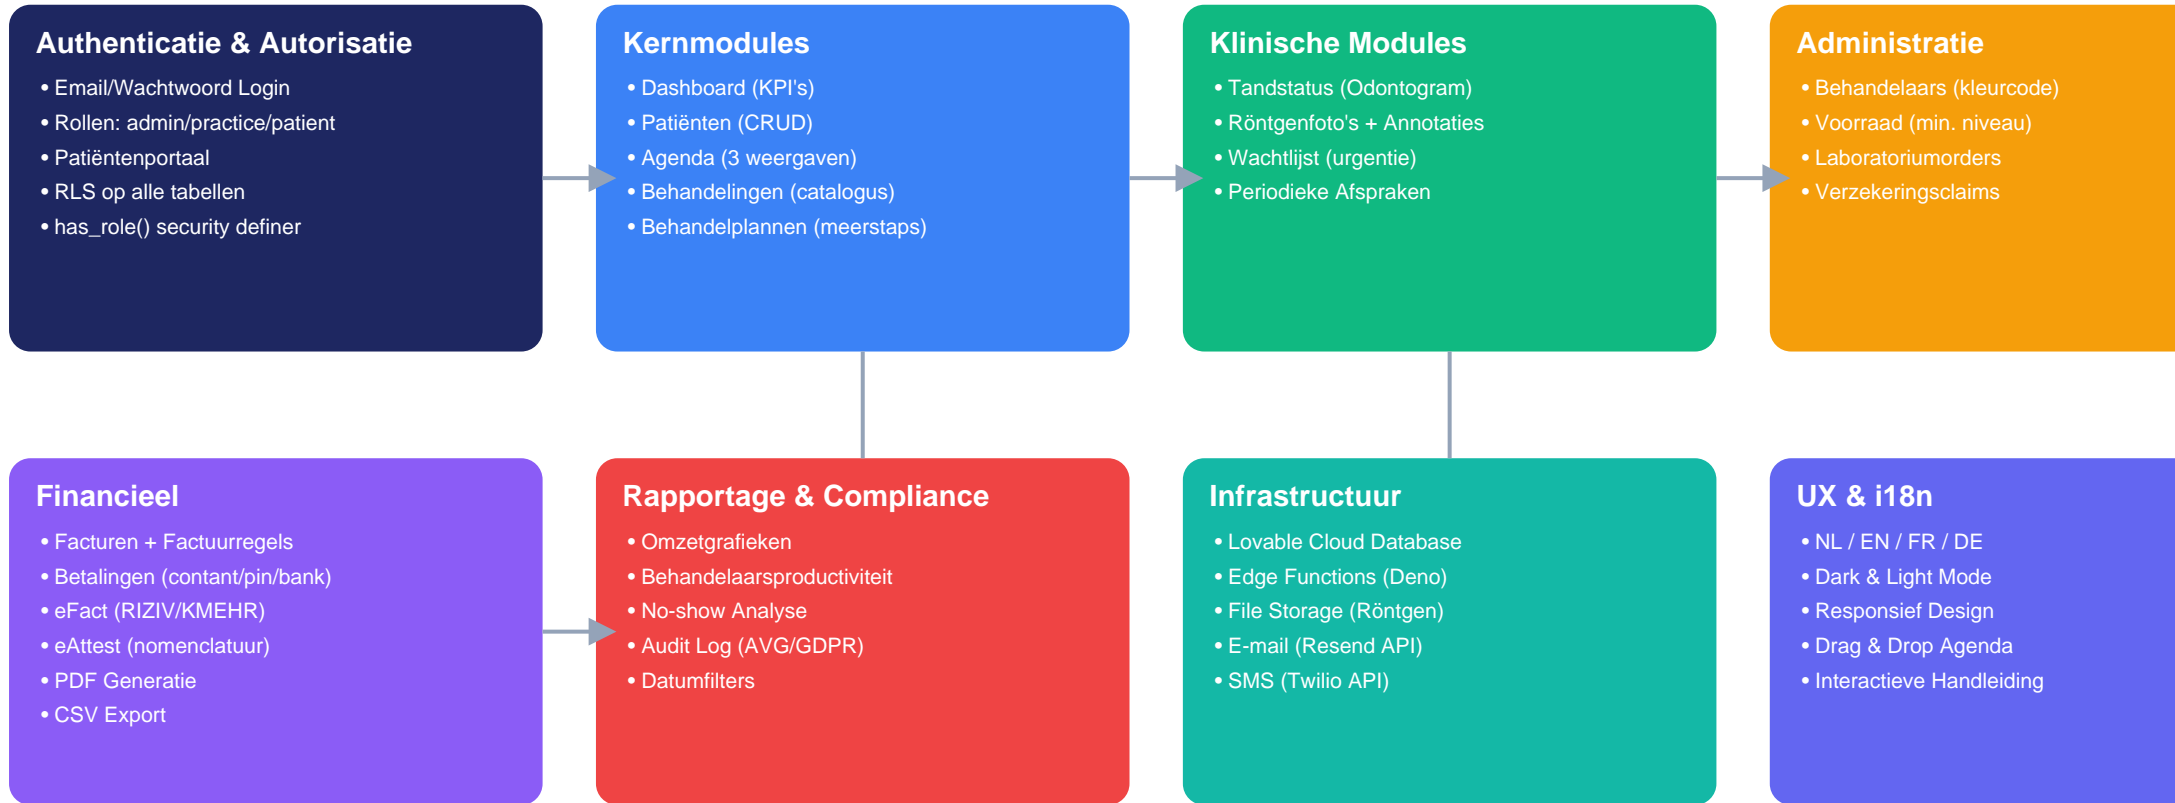 Authenticatie & Autorisatie
• Email/Wachtwoord Login
• Rollen: admin/practice/patient
• Patiëntenportaal
• RLS op alle tabellen
• has_role() security definer
Kernmodules
• Dashboard (KPI's)
• Patiënten (CRUD)
• Agenda (3 weergaven)
• Behandelingen (catalogus)
• Behandelplannen (meerstaps)
Klinische Modules
• Tandstatus (Odontogram)
• Röntgenfoto's + Annotaties
• Wachtlijst (urgentie)
• Periodieke Afspraken
Administratie
• Behandelaars (kleurcode)
• Voorraad (min. niveau)
• Laboratoriumorders
• Verzekeringsclaims
Financieel
• Facturen + Factuurregels
• Betalingen (contant/pin/bank)
• eFact (RIZIV/KMEHR)
• eAttest (nomenclatuur)
• PDF Generatie
• CSV Export
Rapportage & Compliance
• Omzetgrafieken
• Behandelaarsproductiviteit
• No-show Analyse
• Audit Log (AVG/GDPR)
• Datumfilters
Infrastructuur
• Lovable Cloud Database
• Edge Functions (Deno)
• File Storage (Röntgen)
• E-mail (Resend API)
• SMS (Twilio API)
UX & i18n
• NL / EN / FR / DE
• Dark & Light Mode
• Responsief Design
• Drag & Drop Agenda
• Interactieve Handleiding